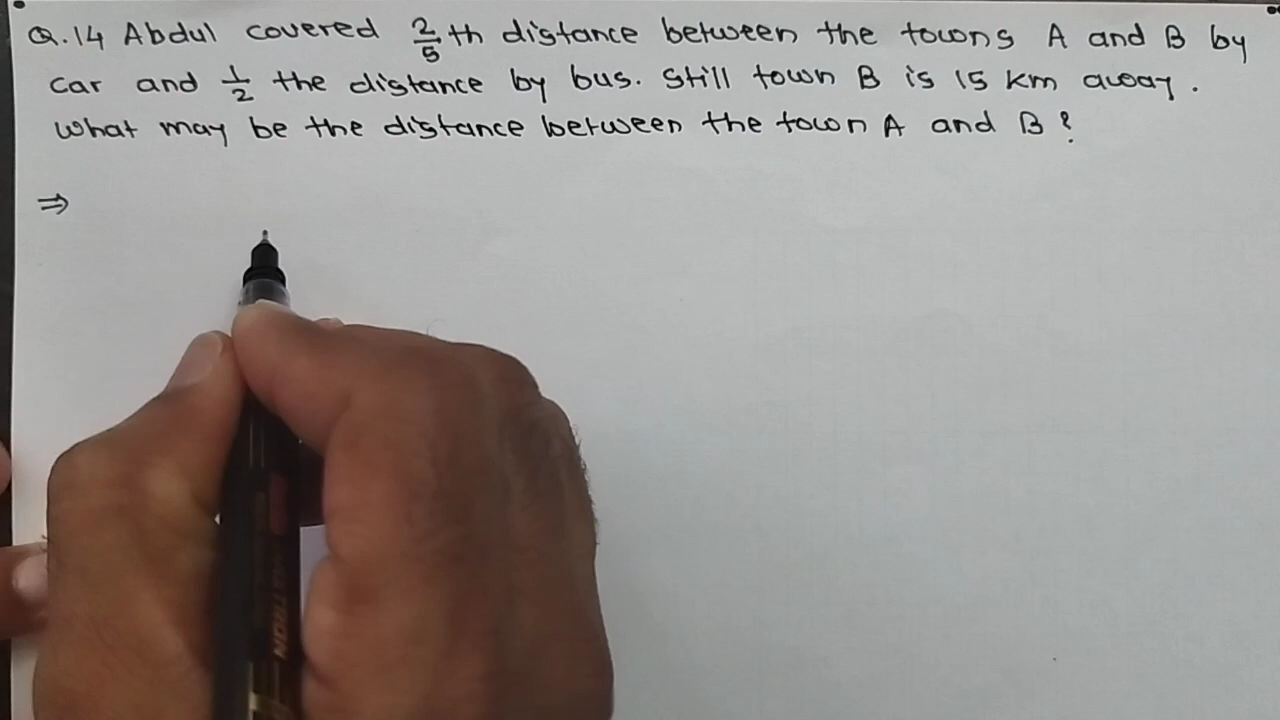 Q.14 Abdul covered 2/5 th distance between the towns A and B by
car and 1/2 the distance by bus. Still town B is 15 km away.
What may be the distance between the town A and B?
⇒